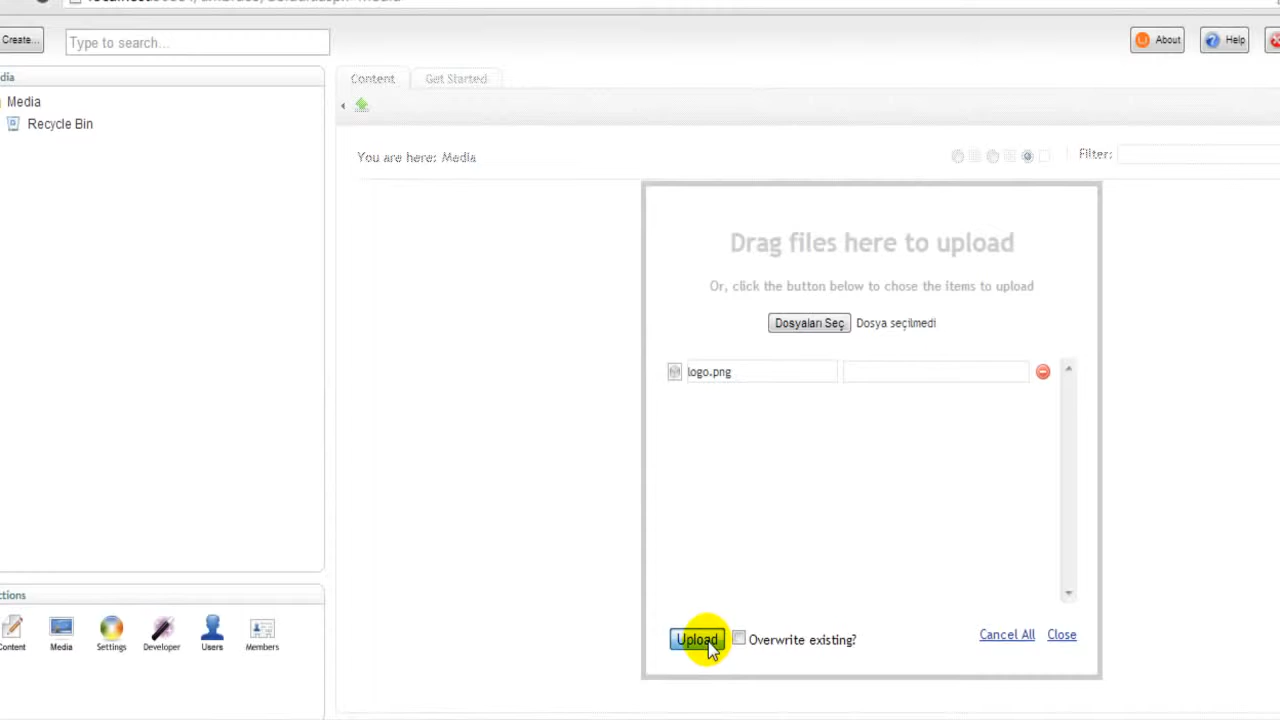 Create...
Type to search...
About
Help
dia
Media
Recycle Bin
Content
Get Started
You are here: Media
Filter:
Drag files here to upload
Or, click the button below to chose the items to upload
Dosyaları Seç Dosya seçilmedi
logo.png
Upload
Overwrite existing?
Cancel All
Close
ctions
Content
Media
Settings
Developer
Users
Members